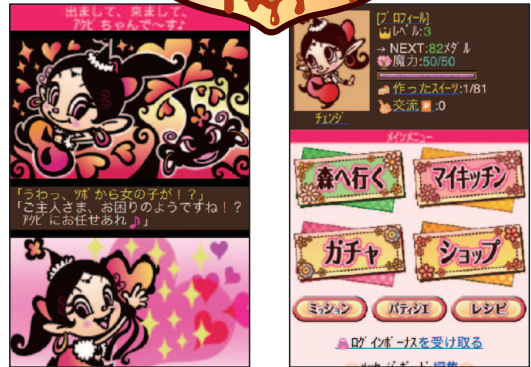 出まして、来まして、
アクビちゃんで〜す♪
「うわっ、ツボから女の子が！？」
「ご主人さま、お困りのようですね！？
アクビにお任せあれ♪」
[プロフィール]
レベル:3
→NEXT:82メダル
魔力:50/50
作ったスイーツ:1/81
交流:0
チェンジ
メインメニュー
森へ行く
マイキッチン
ガチャ
ショップ
ミッション
パティシエ
レシピ
ログインボーナスを受け取る